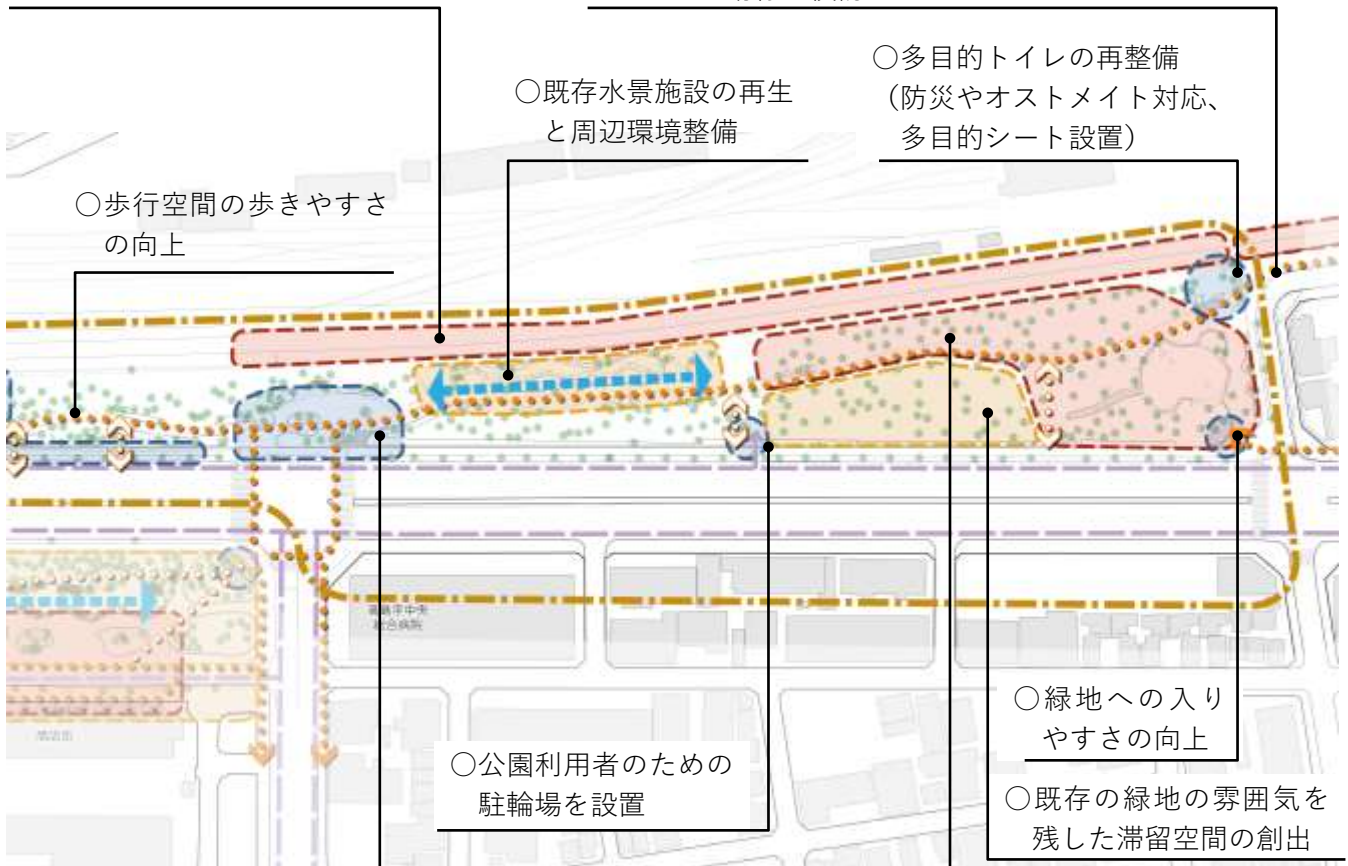 ○多目的トイレの再整備
（防災やオストメイト対応、
多目的シート設置）
○既存水景施設の再生
と周辺環境整備
○歩行空間の歩きやすさ
の向上
○緑地への入り
やすさの向上
○公園利用者のための
駐輪場を設置
○既存の緑地の雰囲気を
残した滞留空間の創出